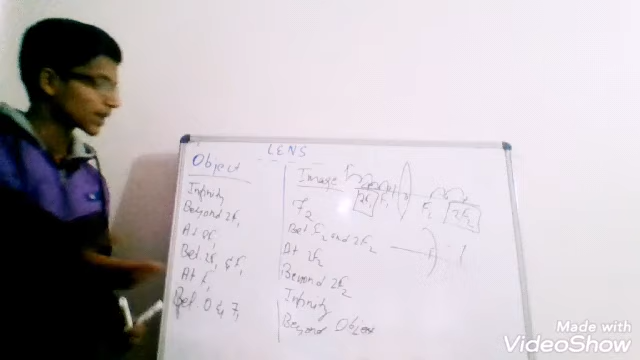 LENS
Object
Infinity
Beyond 2F1
At 2F1
Bet. 2F1 & F1
At F1
Bet. O & F1
Image
F2
Bet. F2 and 2F2
At 2F2
Beyond 2F2
Infinity
Beyond Object
2F1 F1 F2 2F2
Made with
VideoShow